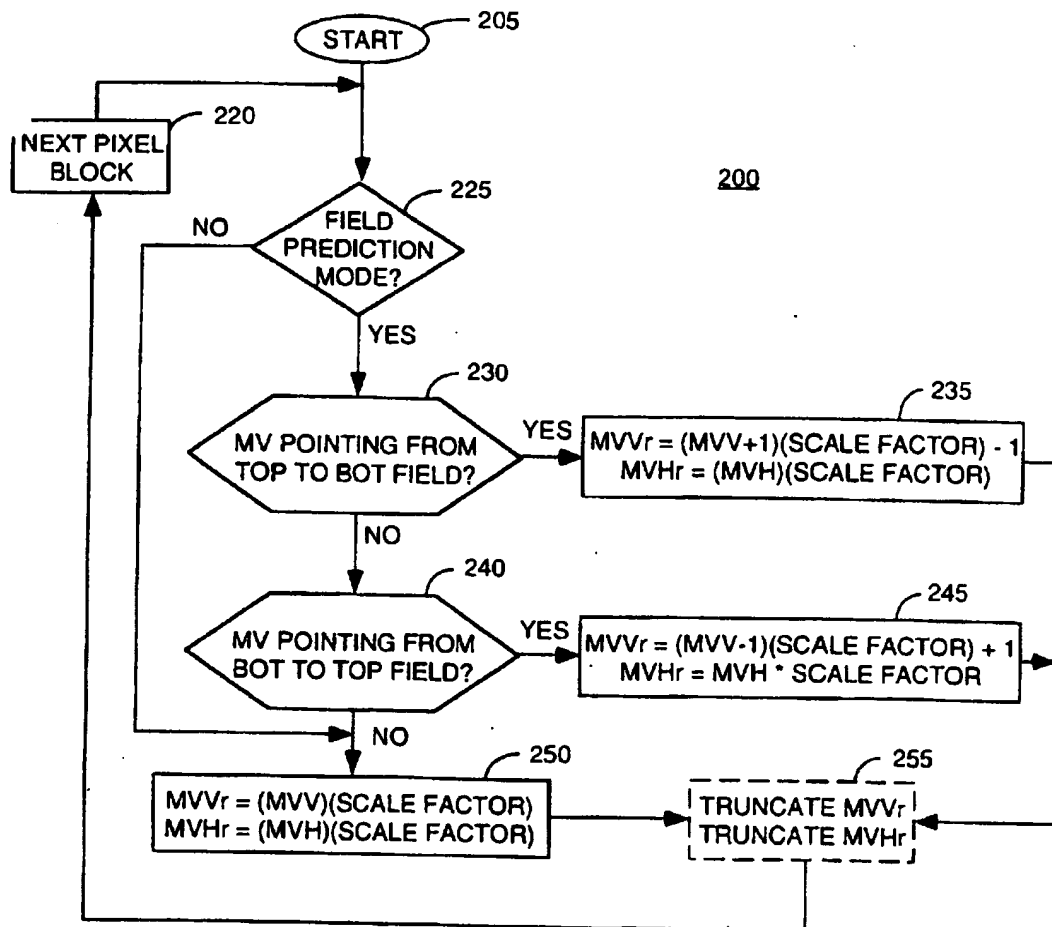 205
START
220
NEXT PIXEL
BLOCK
200
225
NO
FIELD
PREDICTION
MODE?
YES
230
235
MV POINTING FROM
TOP TO BOT FIELD?
YES
MVVr = (MVV+1)(SCALE FACTOR) - 1
MVHr = (MVH)(SCALE FACTOR)
NO
240
245
MV POINTING FROM
BOT TO TOP FIELD?
YES
MVVr = (MVV-1)(SCALE FACTOR) + 1
MVHr = MVH * SCALE FACTOR
NO
250
255
MVVr = (MVV)(SCALE FACTOR)
MVHr = (MVH)(SCALE FACTOR)
TRUNCATE MVVr
TRUNCATE MVHr